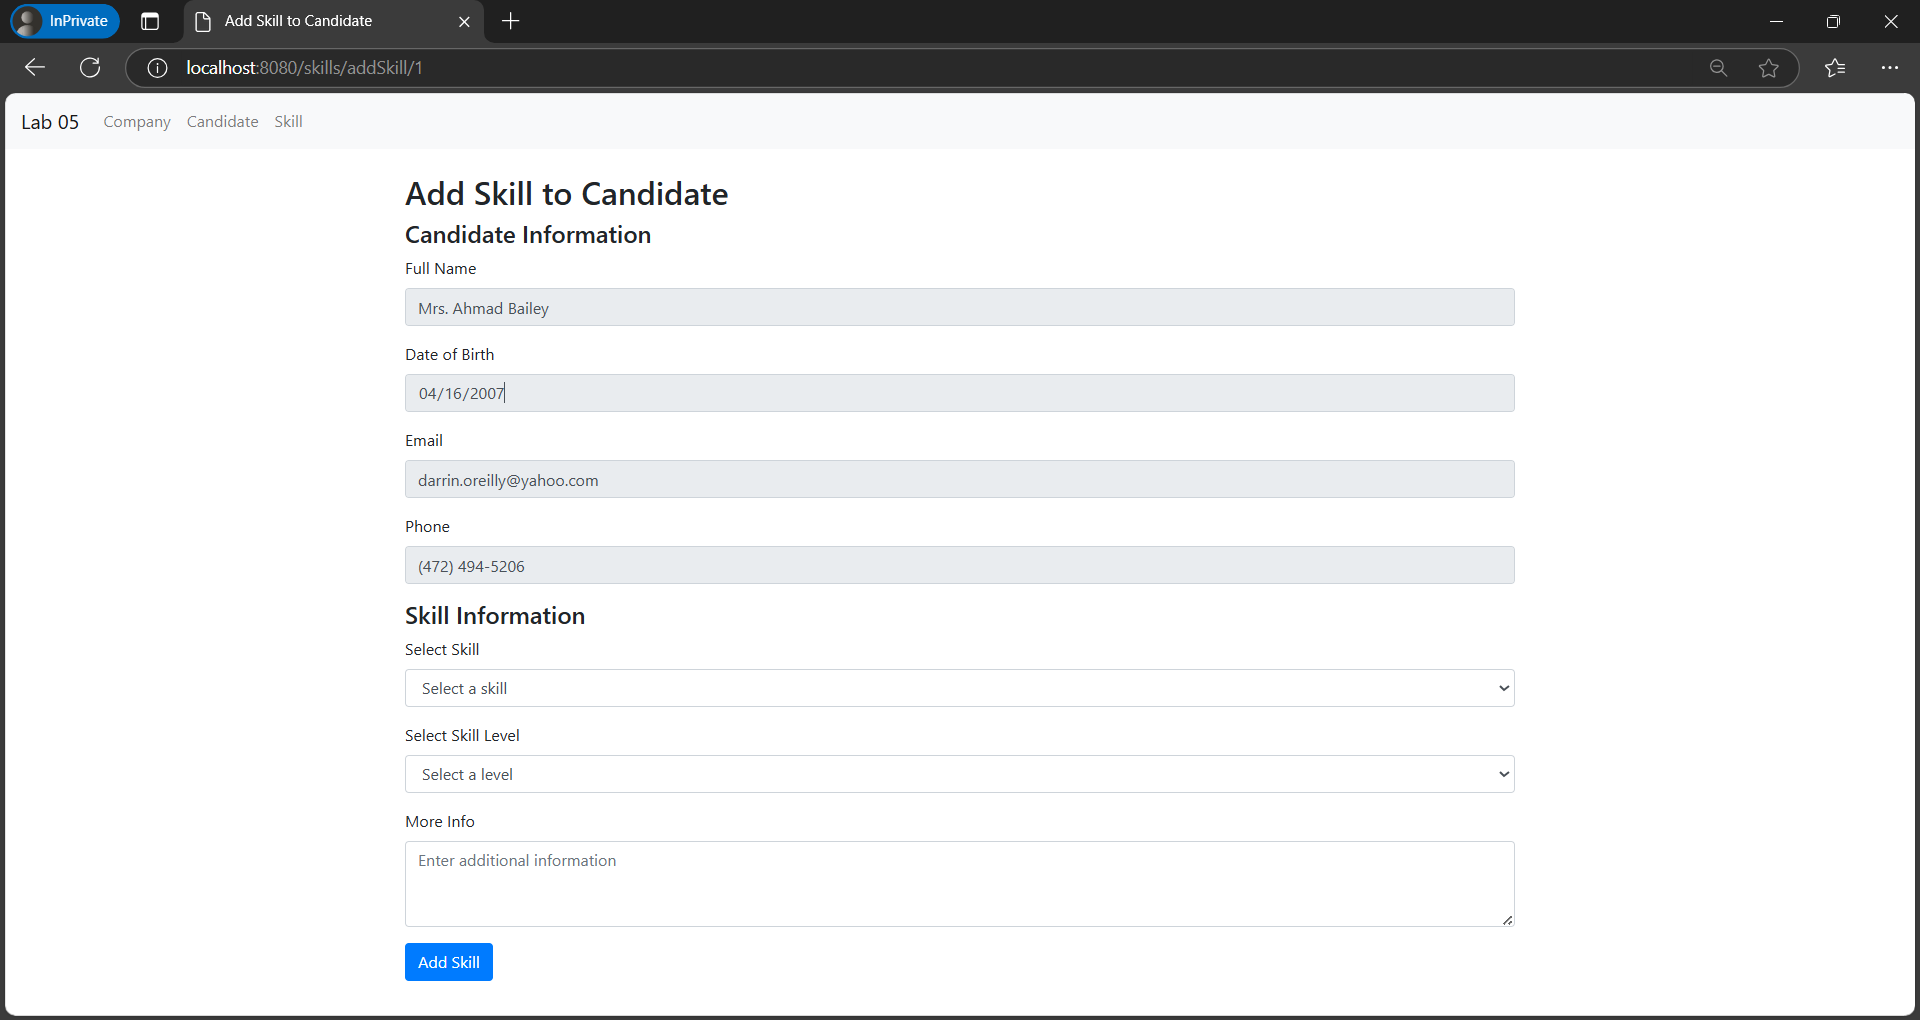 InPrivate
Add Skill to Candidate
localhost:8080/skills/addSkill/1
Lab 05 Company Candidate Skill
Add Skill to Candidate
Candidate Information
Full Name
Mrs. Ahmad Bailey
Date of Birth
04/16/2007
Email
darrin.oreilly@yahoo.com
Phone
(472) 494-5206
Skill Information
Select Skill
Select a skill
Select Skill Level
Select a level
More Info
Enter additional information
Add Skill